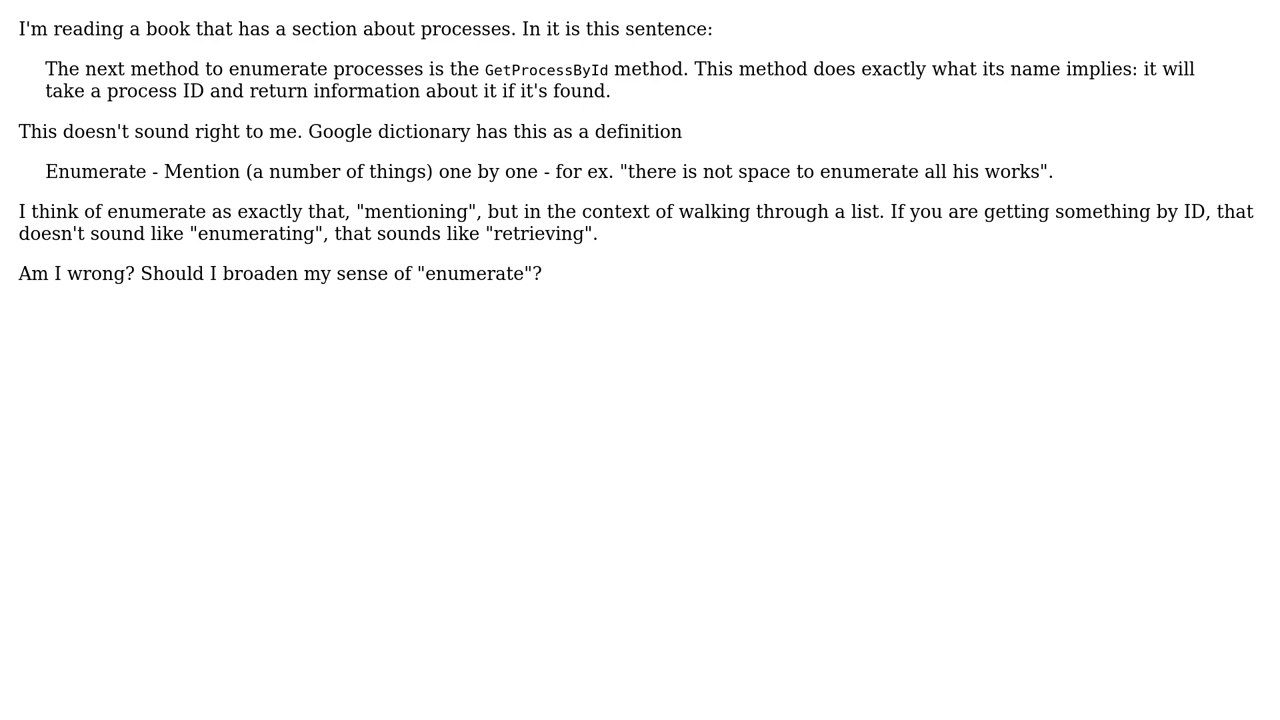 I'm reading a book that has a section about processes. In it is this sentence:
The next method to enumerate processes is the GetProcessById method. This method does exactly what its name implies: it will
take a process ID and return information about it if it's found.
This doesn't sound right to me. Google dictionary has this as a definition
Enumerate - Mention (a number of things) one by one - for ex. "there is not space to enumerate all his works".
I think of enumerate as exactly that, "mentioning", but in the context of walking through a list. If you are getting something by ID, that
doesn't sound like "enumerating", that sounds like "retrieving".
Am I wrong? Should I broaden my sense of "enumerate"?